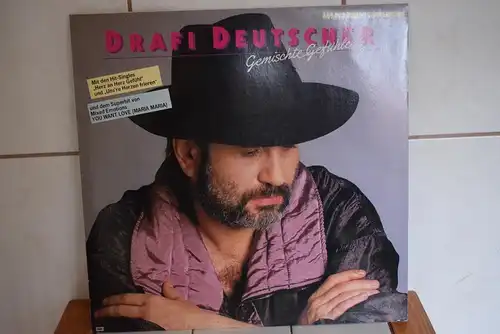 DRAFI DEUTSCHER
Gemischte Gefühle
Mit den Hit-Singles
„Herz an Herz Gefühl"
und „Uns're Herzen frieren"
und dem Superhit von
Mixed Emotions
YOU WANT LOVE (MARIA MARIA)